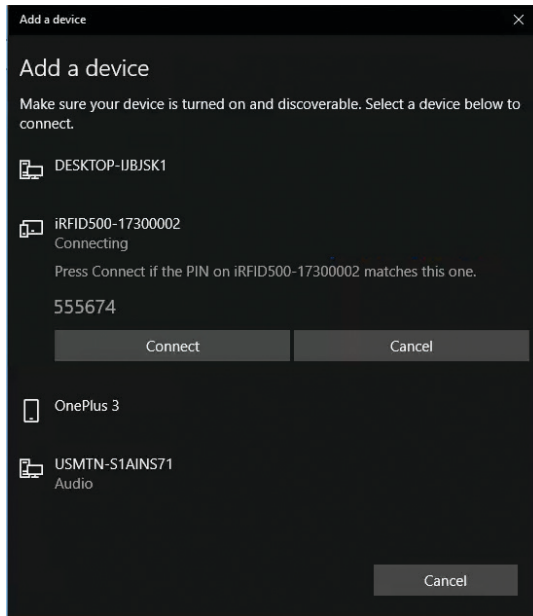 Add a device
Add a device
Make sure your device is turned on and discoverable. Select a device below to
connect.
DESKTOP-IJBJSK1
iRFID500-17300002
Connecting
Press Connect if the PIN on iRFID500-17300002 matches this one.
555674
Connect Cancel
OnePlus 3
USMTN-S1AINS71
Audio
Cancel